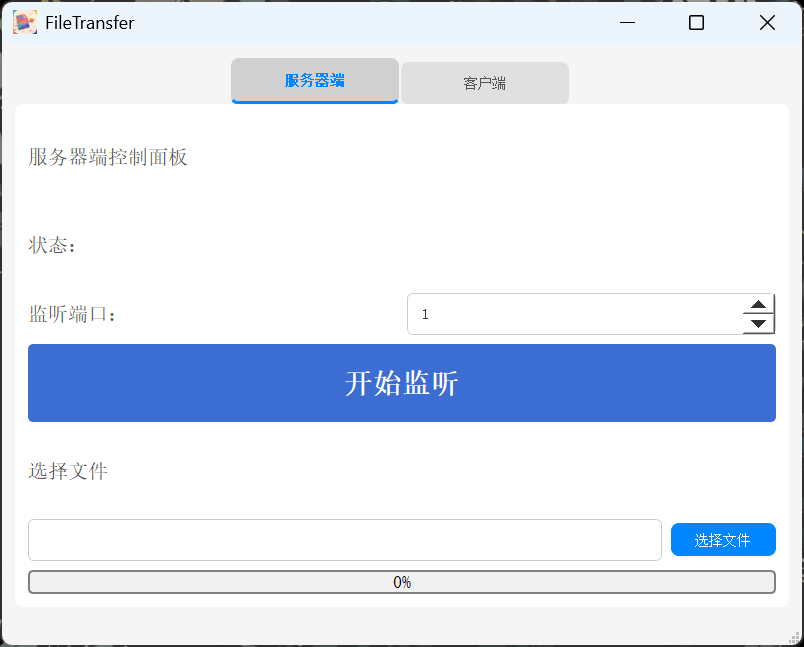 FileTransfer
服务器端
客户端
服务器端控制面板
状态：
监听端口：
1
开始监听
选择文件
选择文件
0%